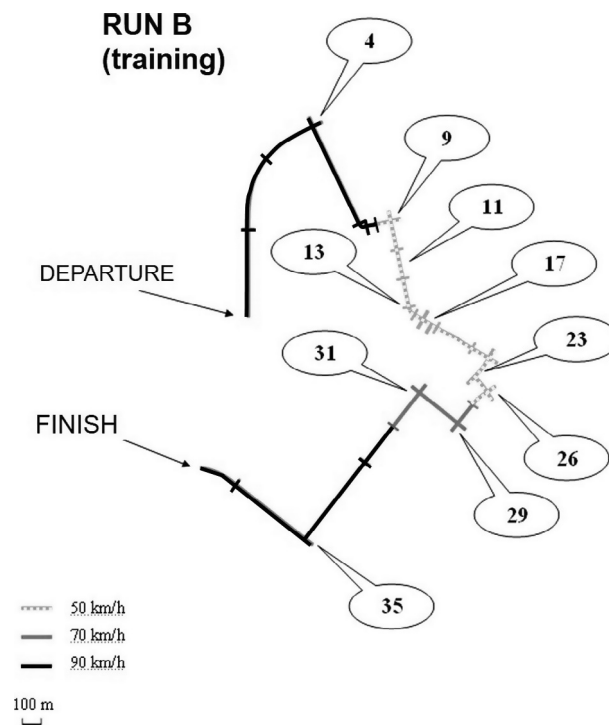 RUN B
(training)
4
9
11
13
17
DEPARTURE
23
31
FINISH
26
29
35
50 km/h
70 km/h
90 km/h
100 m